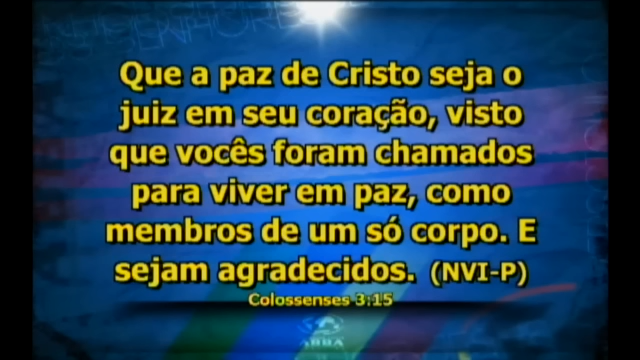 Que a paz de Cristo seja o
juiz em seu coração, visto
que vocês foram chamados
para viver em paz, como
membros de um só corpo. E
sejam agradecidos. (NVI-P)
Colossenses 3:15
ABBA